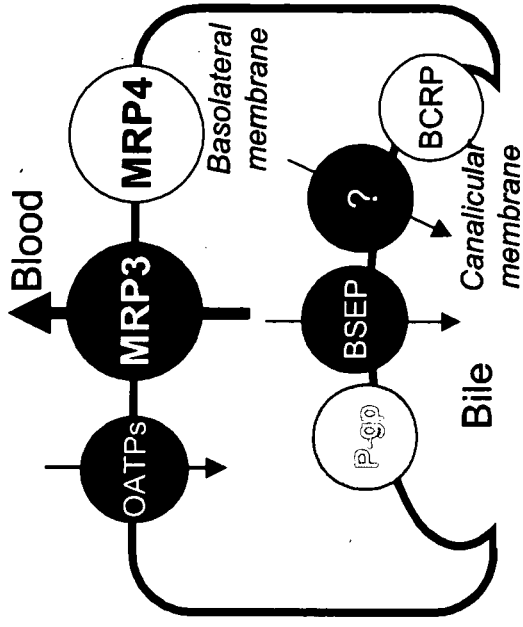 Blood
OATPs
MRP3
MRP4
Basolateral
membrane
P-gp
BSEP
?
BCRP
Canalicular
membrane
Bile